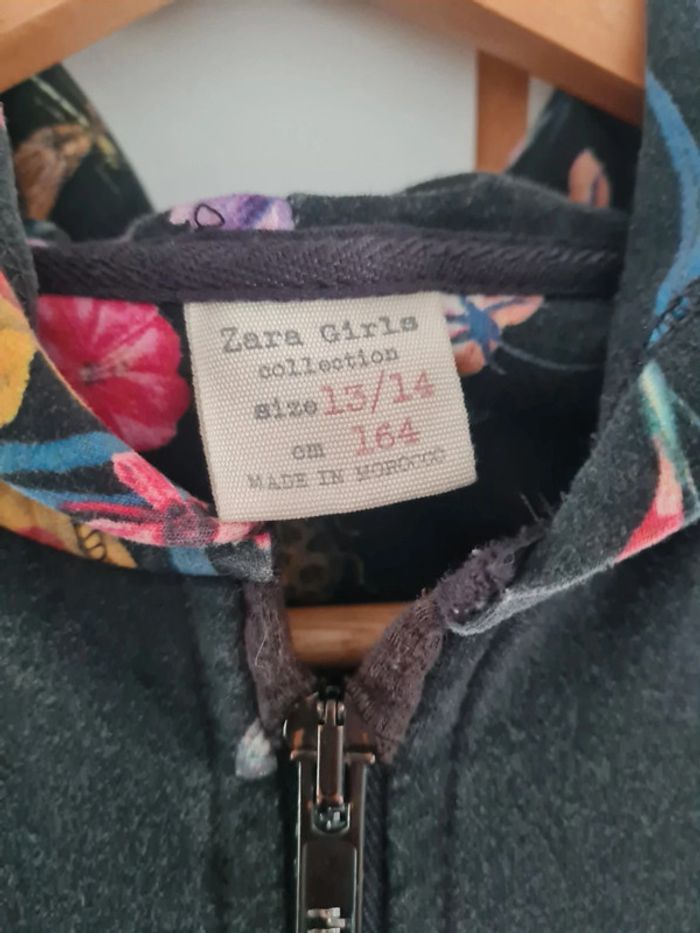 Zara Girls
collection
size 13/14
cm 164
MADE IN MOROCCO